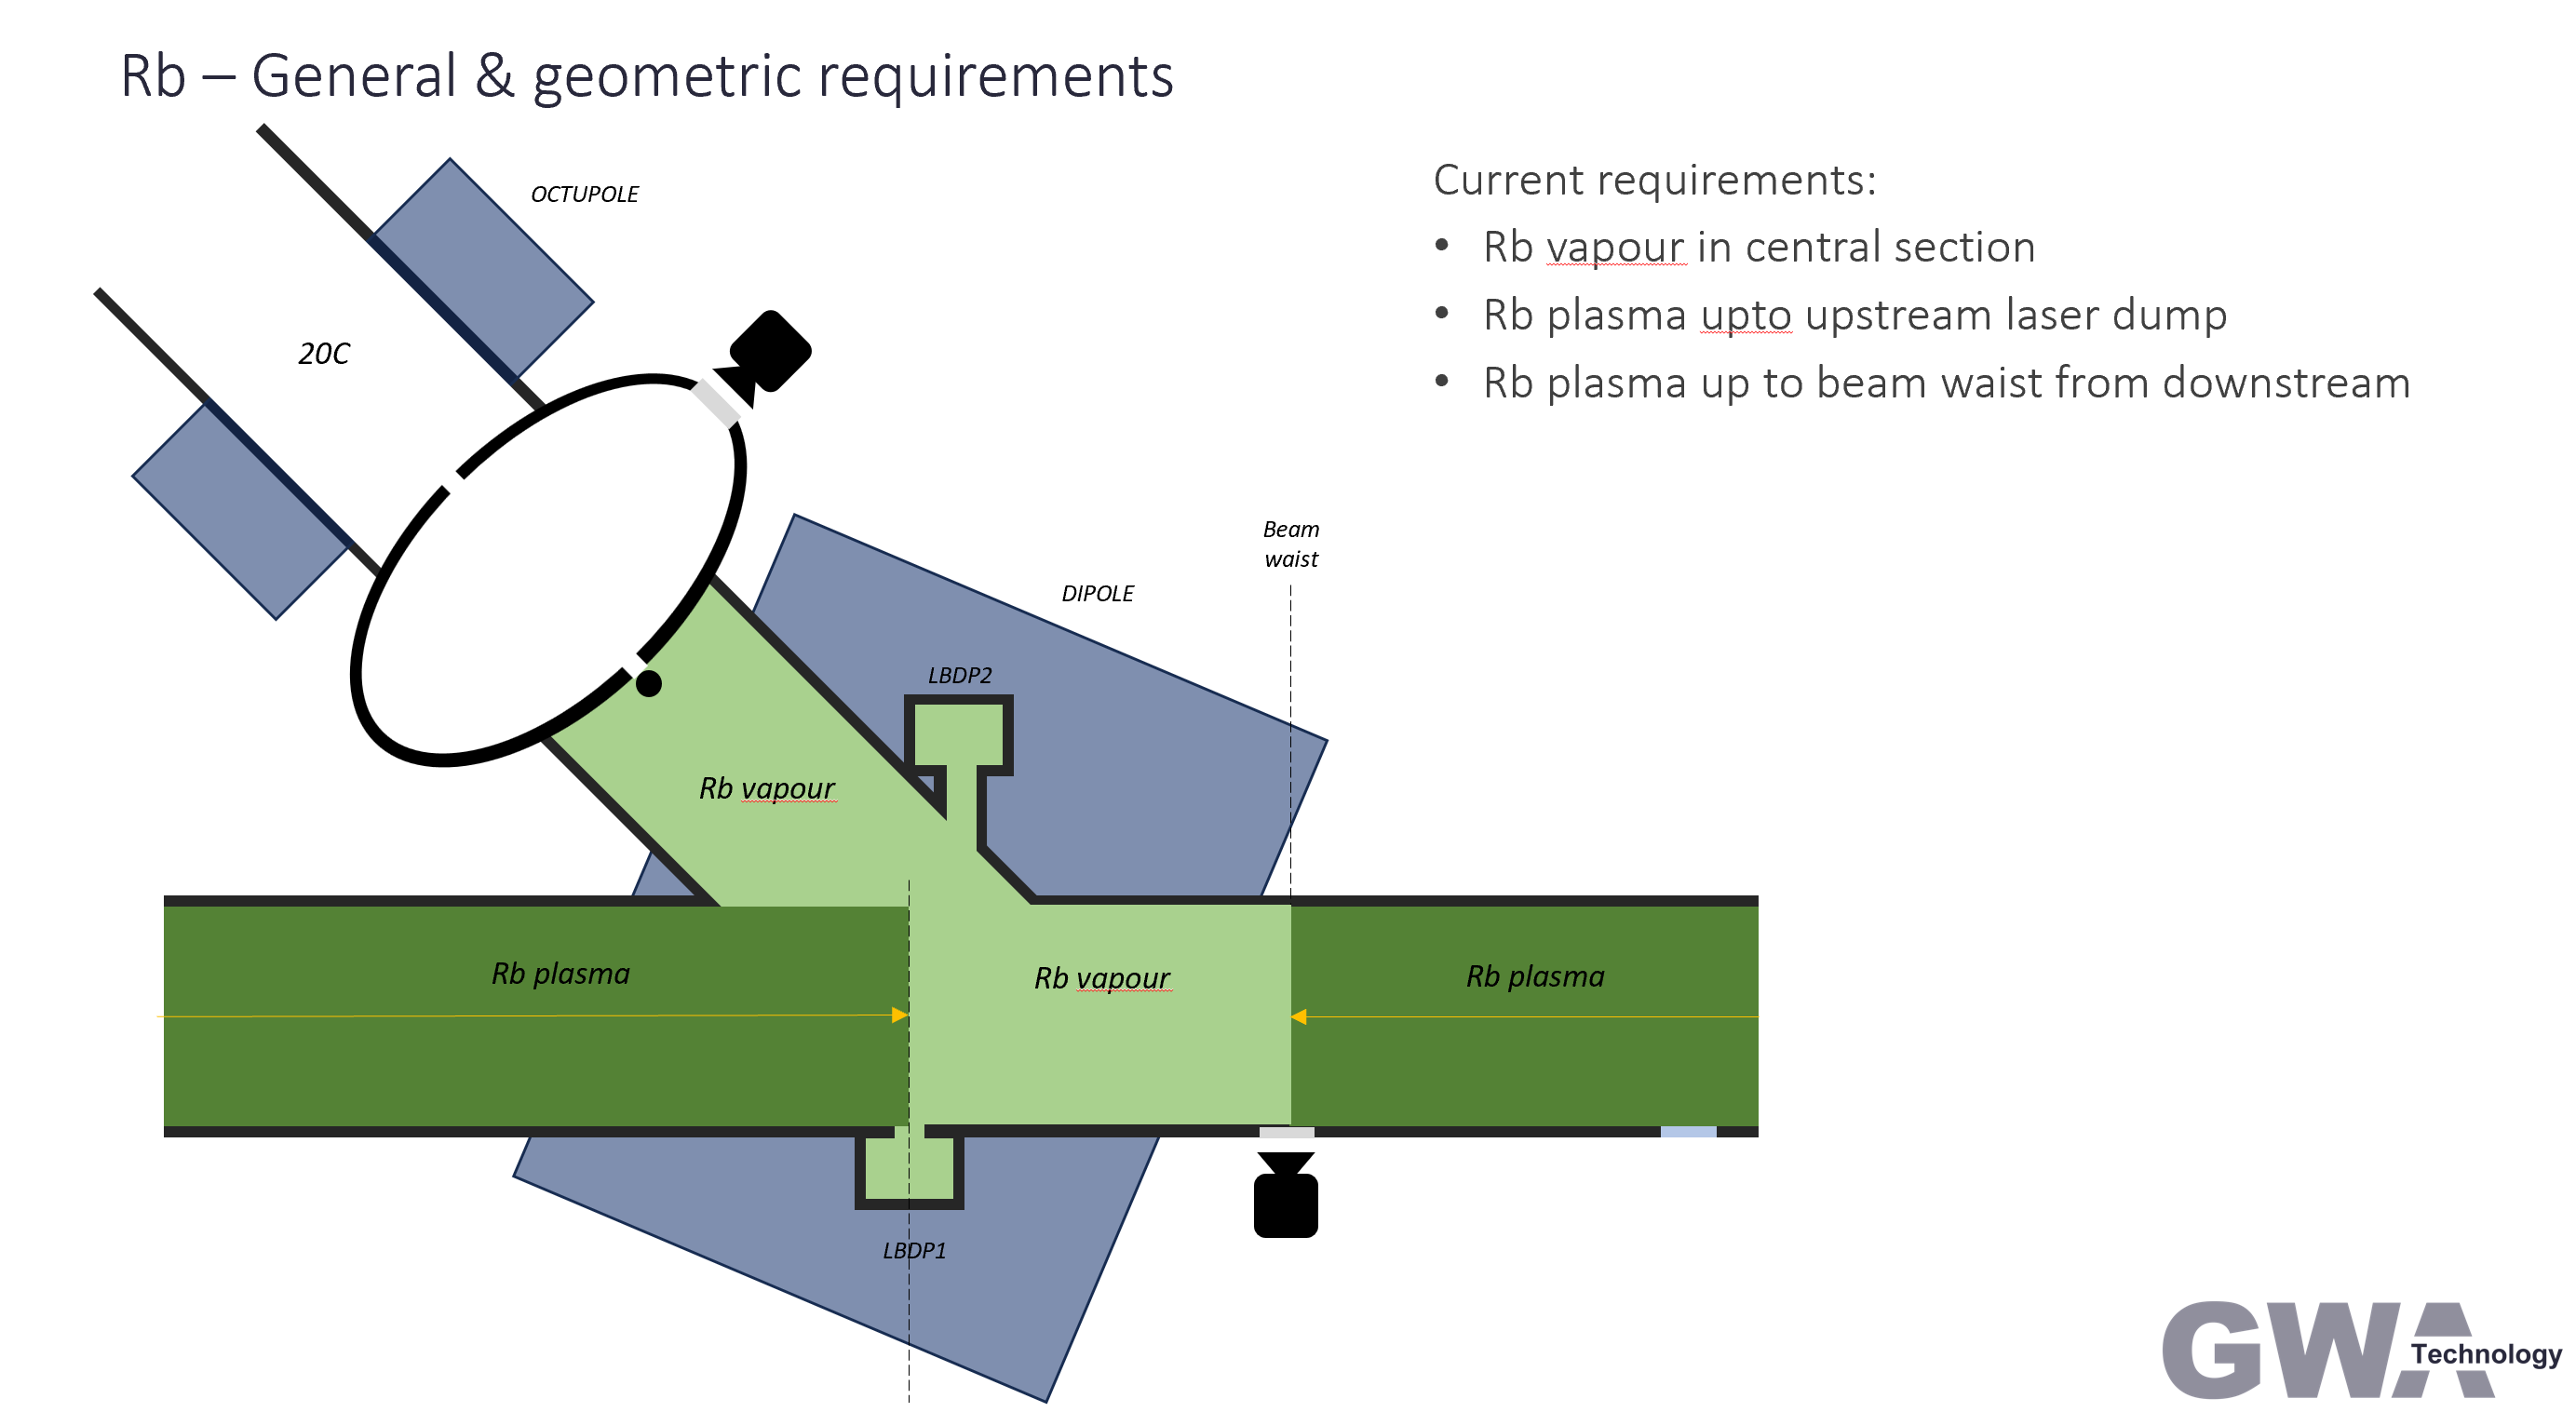 Rb – General & geometric requirements
Current requirements:
• Rb vapour in central section
• Rb plasma upto upstream laser dump
• Rb plasma up to beam waist from downstream
OCTUPOLE
20C
Beam
waist
DIPOLE
LBDP2
Rb vapour
Rb plasma
Rb vapour
Rb plasma
LBDP1
GWA
Technology